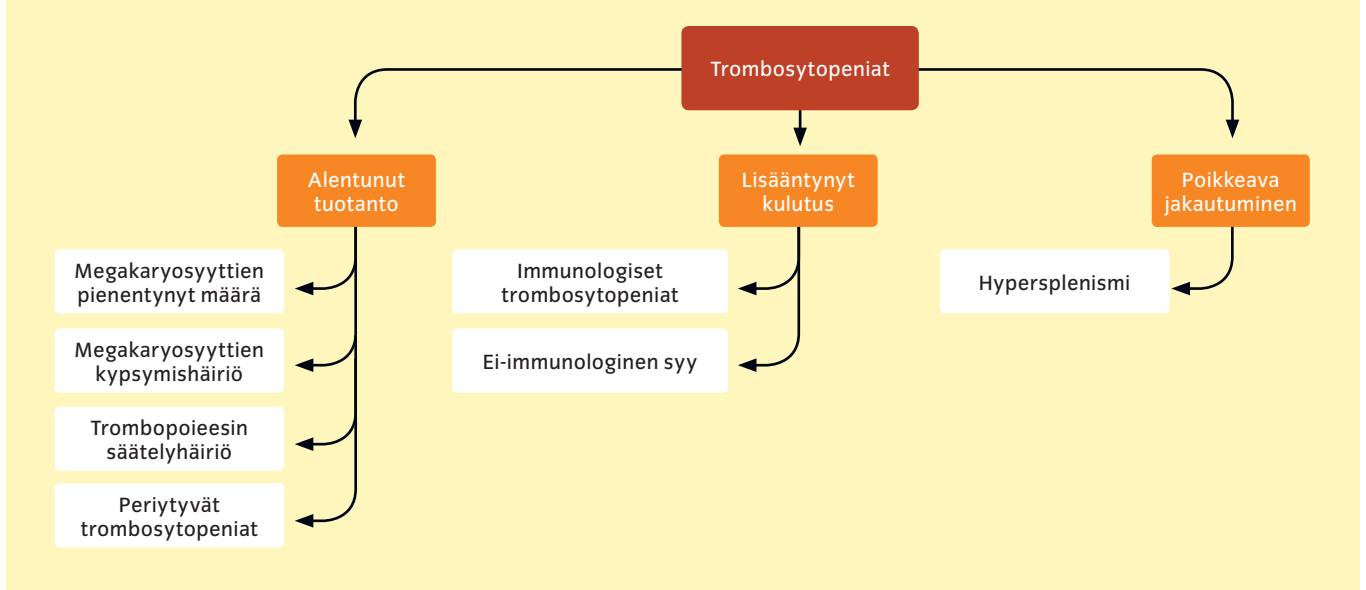 Trombosytopeniat
Alentunut
tuotanto
Megakaryosyyttien
pienentynyt määrä
Megakaryosyyttien
kypsymishäiriö
Trombopoieesin
säätelyhäiriö
Periytyvät
trombosytopeniat
Lisääntynyt
kulutus
Immunologiset
trombosytopeniat
Ei-immunologinen syy
Poikkeava
jakautuminen
Hypersplenismi